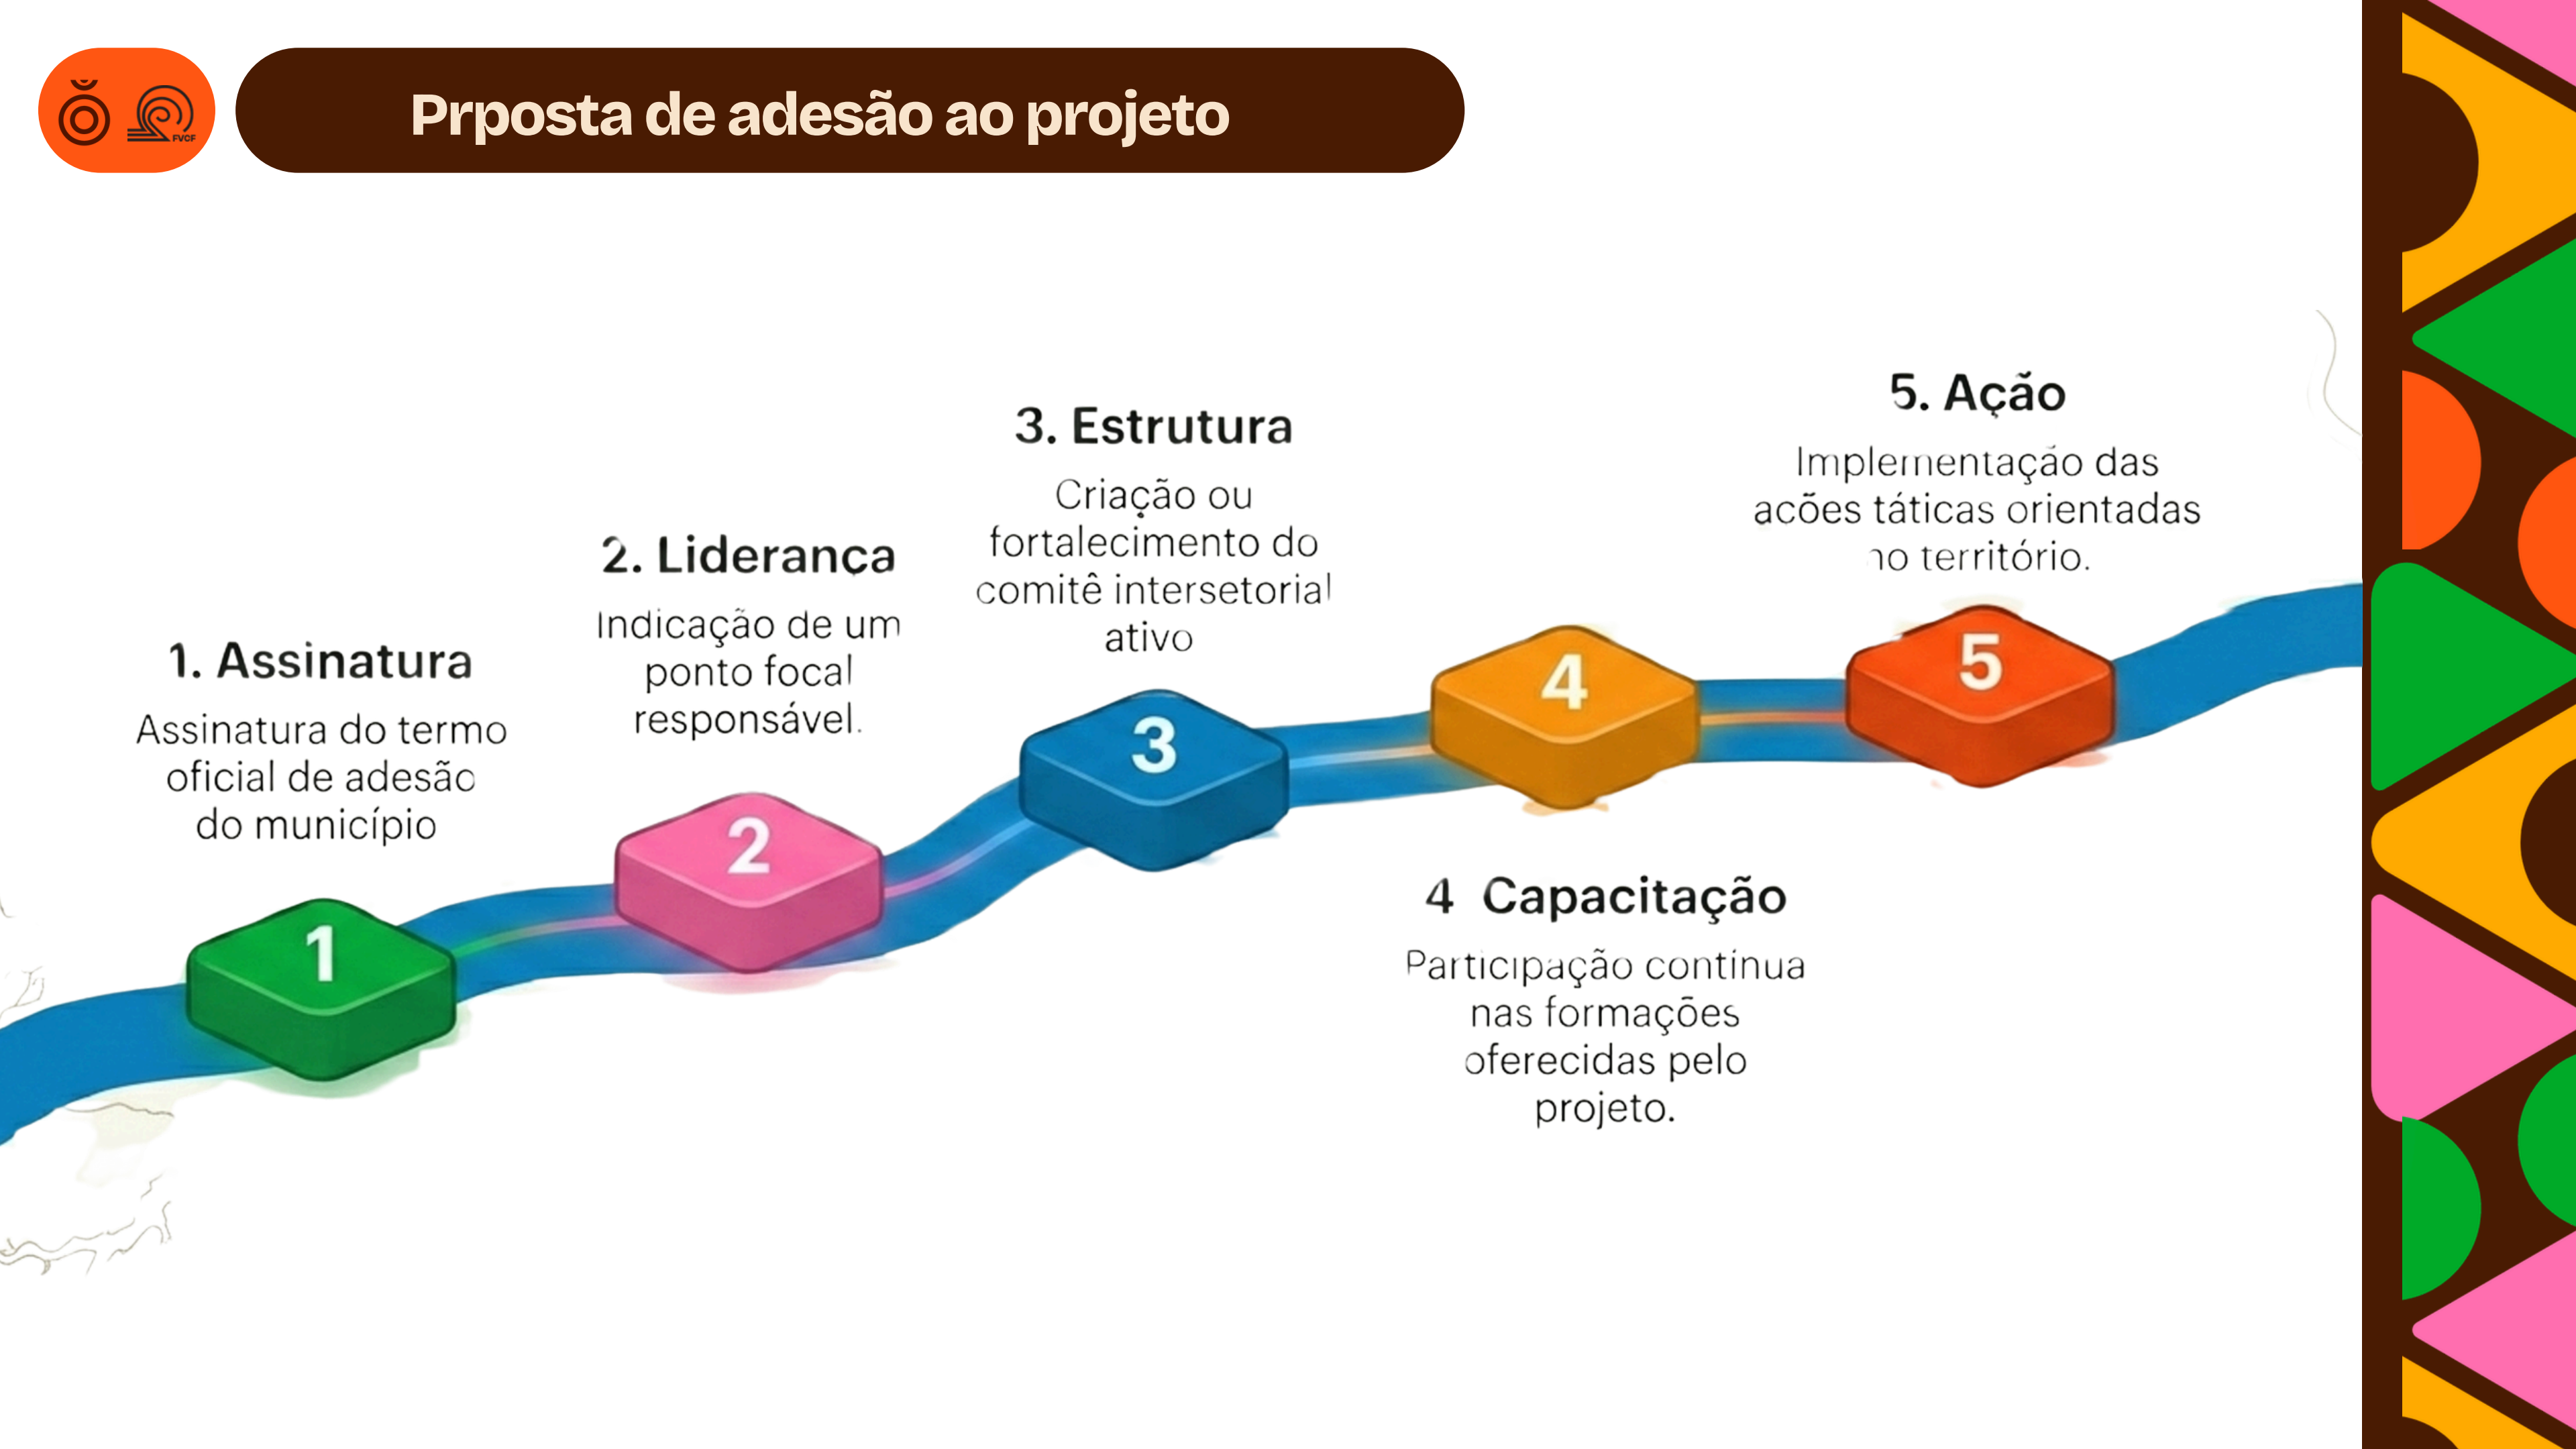 FVCF
Prposta de adesão ao projeto
1. Assinatura
Assinatura do termo
oficial de adesão
do município
2. Liderança
Indicação de um
ponto focal
responsável.
3. Estrutura
Criação ou
fortalecimento do
comitê intersetorial
ativo
4 Capacitação
Participação contínua
nas formações
oferecidas pelo
projeto.
5. Ação
Implementação das
acões táticas orientadas
no território.
1
2
3
4
5